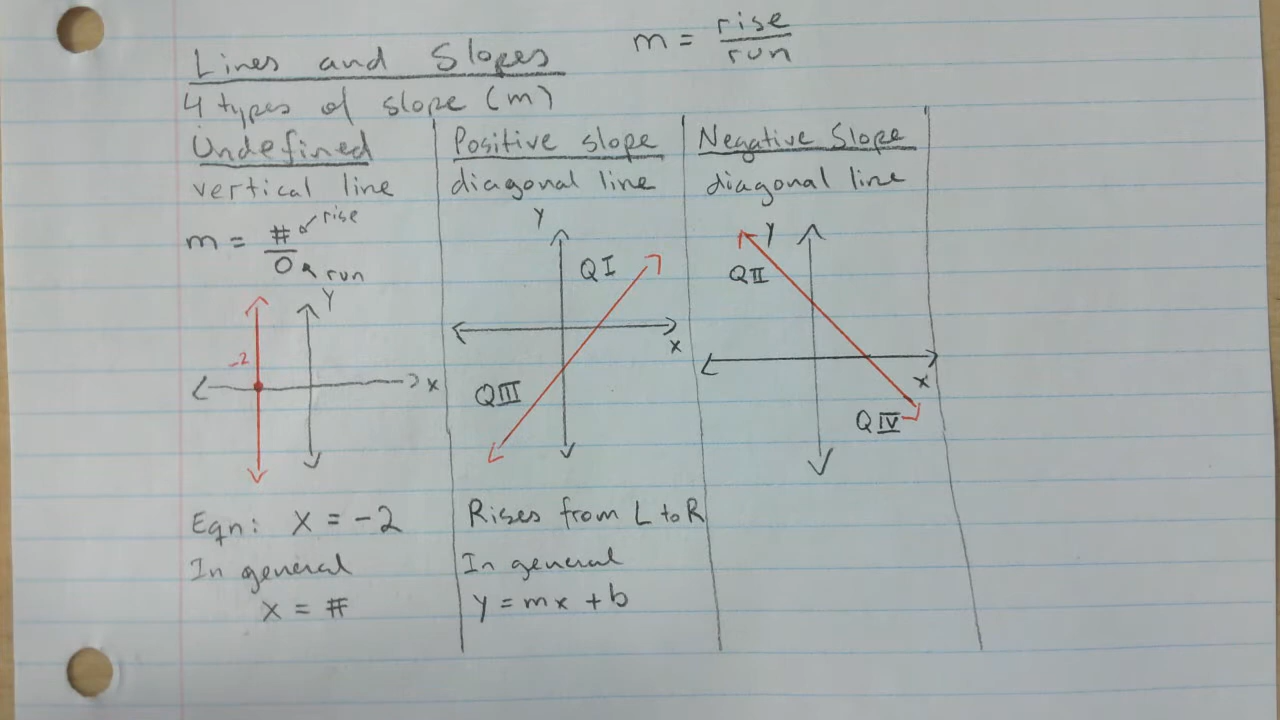 Lines and Slopes
m = rise/run
4 types of slope (m)
Undefined
vertical line
m = #/0
rise
run
Y
-2
X
Eqn: X = -2
In general
X = #
Positive slope
diagonal line
Y
QI
X
QIII
Rises from L to R
In general
Y = mx + b
Negative Slope
diagonal line
Y
QII
X
QIV